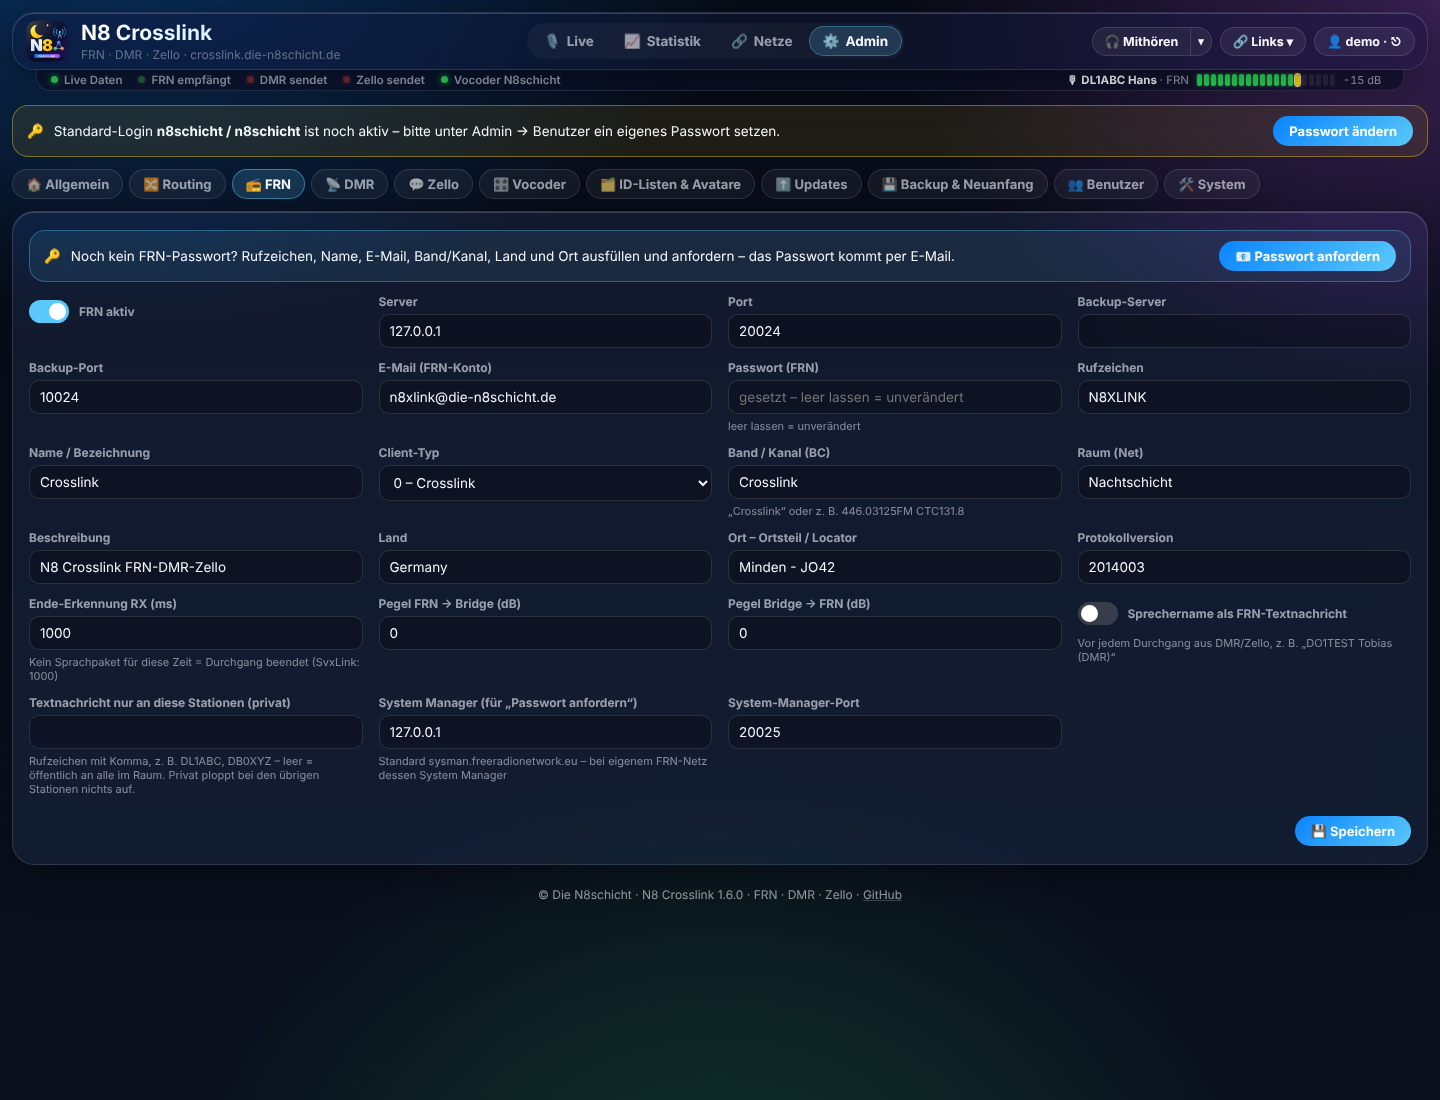 N8 Crosslink
FRN · DMR · Zello · crosslink.die-n8schicht.de
Live
Statistik
Netze
Admin
Mithören
Links ▾
demo ·
Live Daten
FRN empfängt
DMR sendet
Zello sendet
Vocoder N8schicht
DL1ABC Hans · FRN
-15 dB
Standard-Login n8schicht / n8schicht ist noch aktiv – bitte unter Admin → Benutzer ein eigenes Passwort setzen.
Passwort ändern
Allgemein
Routing
FRN
DMR
Zello
Vocoder
ID-Listen & Avatare
Updates
Backup & Neuanfang
Benutzer
System
Noch kein FRN-Passwort? Rufzeichen, Name, E-Mail, Band/Kanal, Land und Ort ausfüllen und anfordern – das Passwort kommt per E-Mail.
Passwort anfordern
FRN aktiv
Server
127.0.0.1
Port
20024
Backup-Server
Backup-Port
10024
E-Mail (FRN-Konto)
n8xlink@die-n8schicht.de
Passwort (FRN)
gesetzt – leer lassen = unverändert
leer lassen = unverändert
Rufzeichen
N8XLINK
Name / Bezeichnung
Crosslink
Client-Typ
0 – Crosslink
Band / Kanal (BC)
Crosslink
„Crosslink“ oder z. B. 446.03125FM CTC131.8
Raum (Net)
Nachtschicht
Beschreibung
N8 Crosslink FRN-DMR-Zello
Land
Germany
Ort – Ortsteil / Locator
Minden - JO42
Protokollversion
2014003
Ende-Erkennung RX (ms)
1000
Kein Sprachpaket für diese Zeit = Durchgang beendet (SvxLink:
1000)
Pegel FRN → Bridge (dB)
0
Pegel Bridge → FRN (dB)
0
Sprechername als FRN-Textnachricht
Vor jedem Durchgang aus DMR/Zello, z. B. „DO1TEST Tobias
(DMR)“
Textnachricht nur an diese Stationen (privat)
Rufzeichen mit Komma, z. B. DL1ABC, DB0XYZ – leer =
öffentlich an alle im Raum. Privat ploppt bei den übrigen
Stationen nichts auf.
System Manager (für „Passwort anfordern“)
127.0.0.1
Standard sysman.freeradionetwork.eu – bei eigenem FRN-Netz
dessen System Manager
System-Manager-Port
20025
Speichern
© Die N8schicht · N8 Crosslink 1.6.0 · FRN · DMR · Zello · GitHub